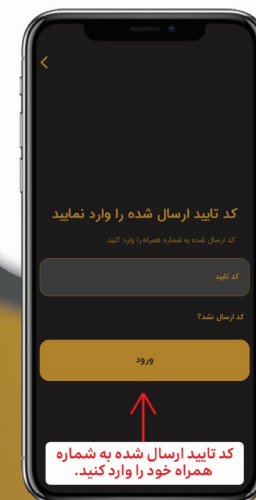 کد تایید ارسال شده را وارد نمایید
کد ارسال شده به شماره همراه را وارد کنید
کد تایید
کد ارسال نشد؟
ورود
کد تایید ارسال شده به شماره
همراه خود را وارد کنید.